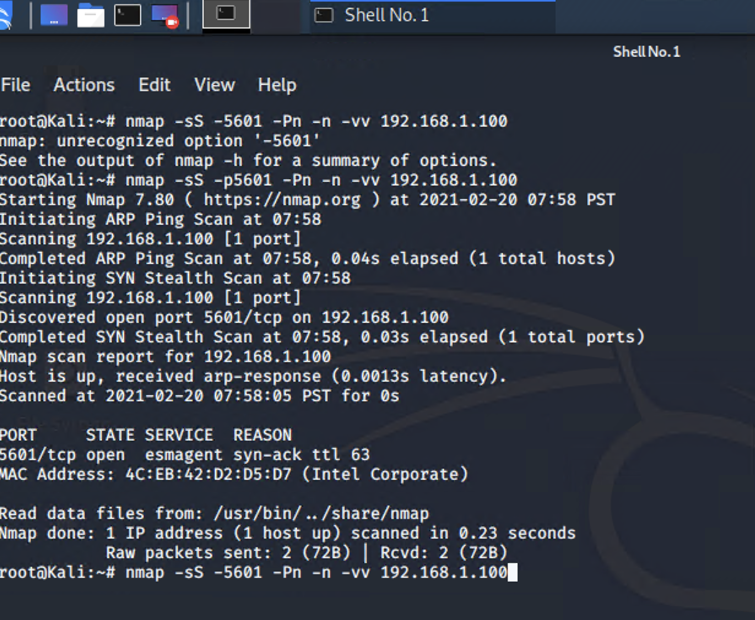 Shell No. 1
Shell No. 1
File Actions Edit View Help
root@Kali:~# nmap -sS -5601 -Pn -n -vv 192.168.1.100
nmap: unrecognized option '-5601'
See the output of nmap -h for a summary of options.
root@Kali:~# nmap -sS -p5601 -Pn -n -vv 192.168.1.100
Starting Nmap 7.80 ( https://nmap.org ) at 2021-02-20 07:58 PST
Initiating ARP Ping Scan at 07:58
Scanning 192.168.1.100 [1 port]
Completed ARP Ping Scan at 07:58, 0.04s elapsed (1 total hosts)
Initiating SYN Stealth Scan at 07:58
Scanning 192.168.1.100 [1 port]
Discovered open port 5601/tcp on 192.168.1.100
Completed SYN Stealth Scan at 07:58, 0.03s elapsed (1 total ports)
Nmap scan report for 192.168.1.100
Host is up, received arp-response (0.0013s latency).
Scanned at 2021-02-20 07:58:05 PST for 0s
PORT STATE SERVICE REASON
5601/tcp open esmagent syn-ack ttl 63
MAC Address: 4C:EB:42:D2:D5:D7 (Intel Corporate)
Read data files from: /usr/bin/../share/nmap
Nmap done: 1 IP address (1 host up) scanned in 0.23 seconds
Raw packets sent: 2 (72B) | Rcvd: 2 (72B)
root@Kali:~# nmap -sS -5601 -Pn -n -vv 192.168.1.100